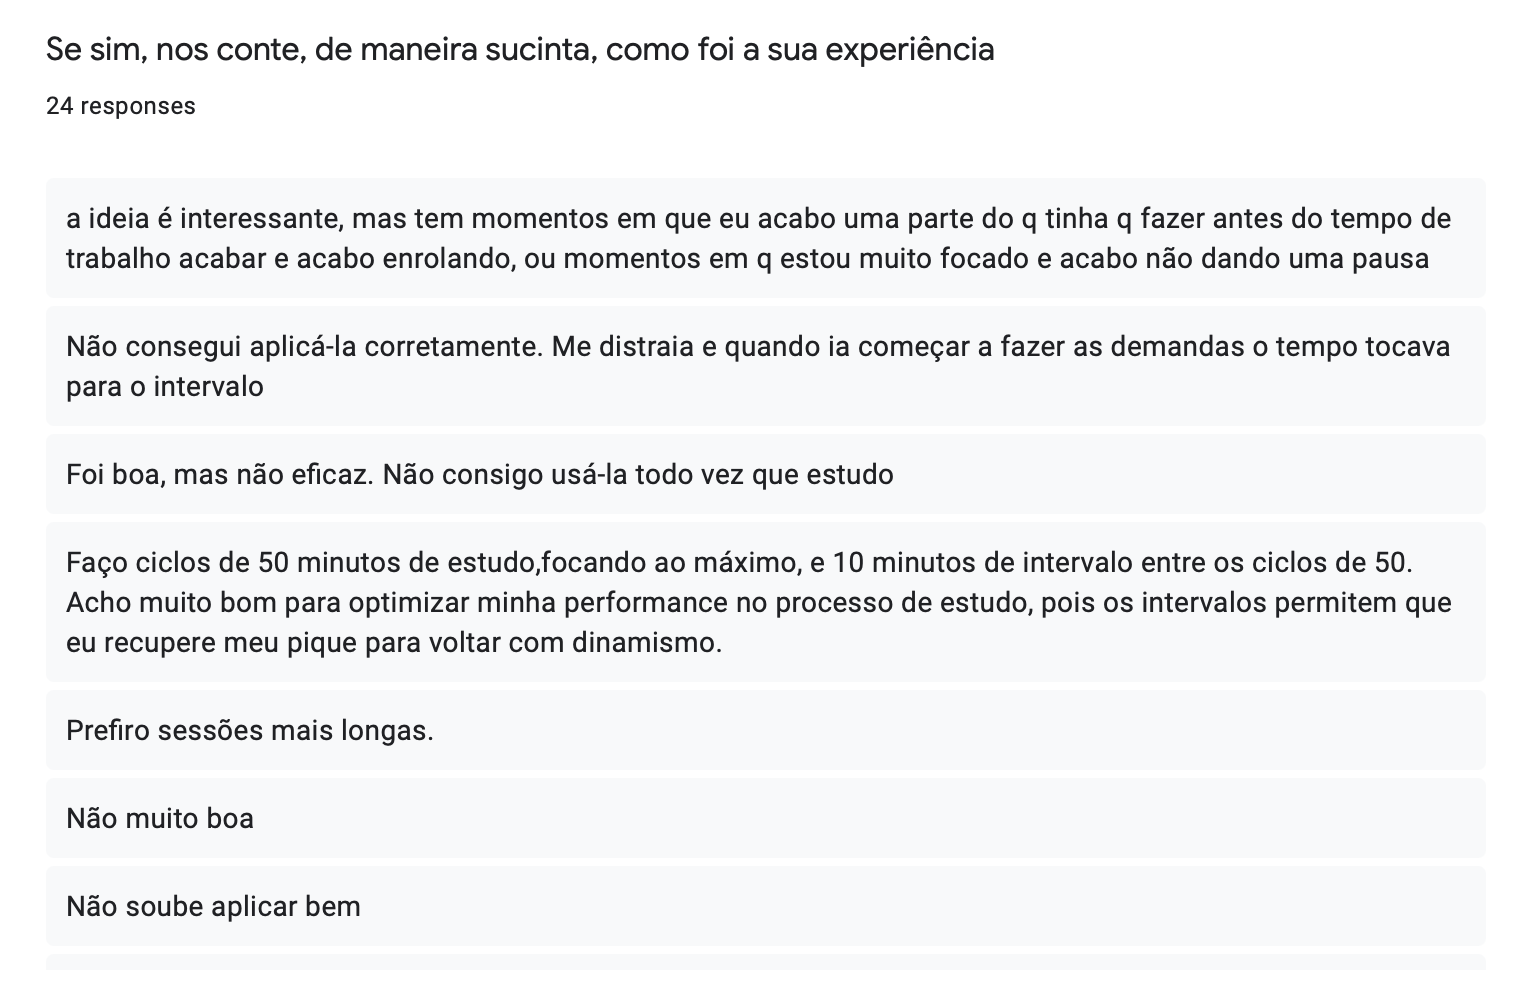 Se sim, nos conte, de maneira sucinta, como foi a sua experiência
24 responses
a ideia é interessante, mas tem momentos em que eu acabo uma parte do q tinha q fazer antes do tempo de
trabalho acabar e acabo enrolando, ou momentos em q estou muito focado e acabo não dando uma pausa
Não consegui aplicá-la corretamente. Me distraia e quando ia começar a fazer as demandas o tempo tocava
para o intervalo
Foi boa, mas não eficaz. Não consigo usá-la todo vez que estudo
Faço ciclos de 50 minutos de estudo,focando ao máximo, e 10 minutos de intervalo entre os ciclos de 50.
Acho muito bom para optimizar minha performance no processo de estudo, pois os intervalos permitem que
eu recupere meu pique para voltar com dinamismo.
Prefiro sessões mais longas.
Não muito boa
Não soube aplicar bem